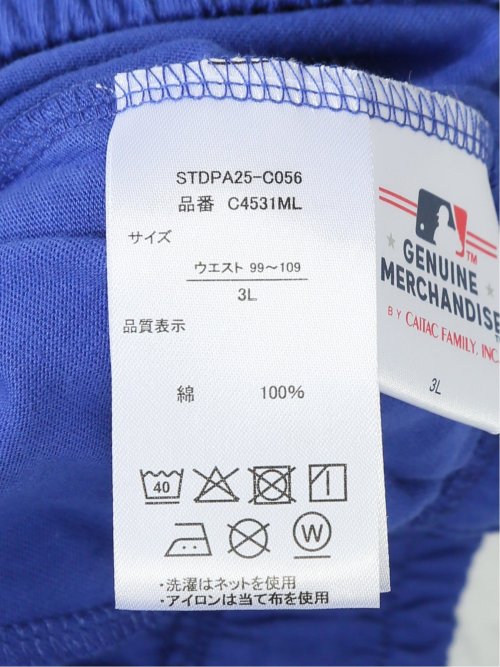 STDPA25-C056
品番 C4531ML
サイズ
ウエスト 99～109
3L
品質表示
綿 100%
40
W
・洗濯はネットを使用
・アイロンは当て布を使用
TM
GENUINE
MERCHANDISE
BY CAITAC FAMILY, INC.
3L